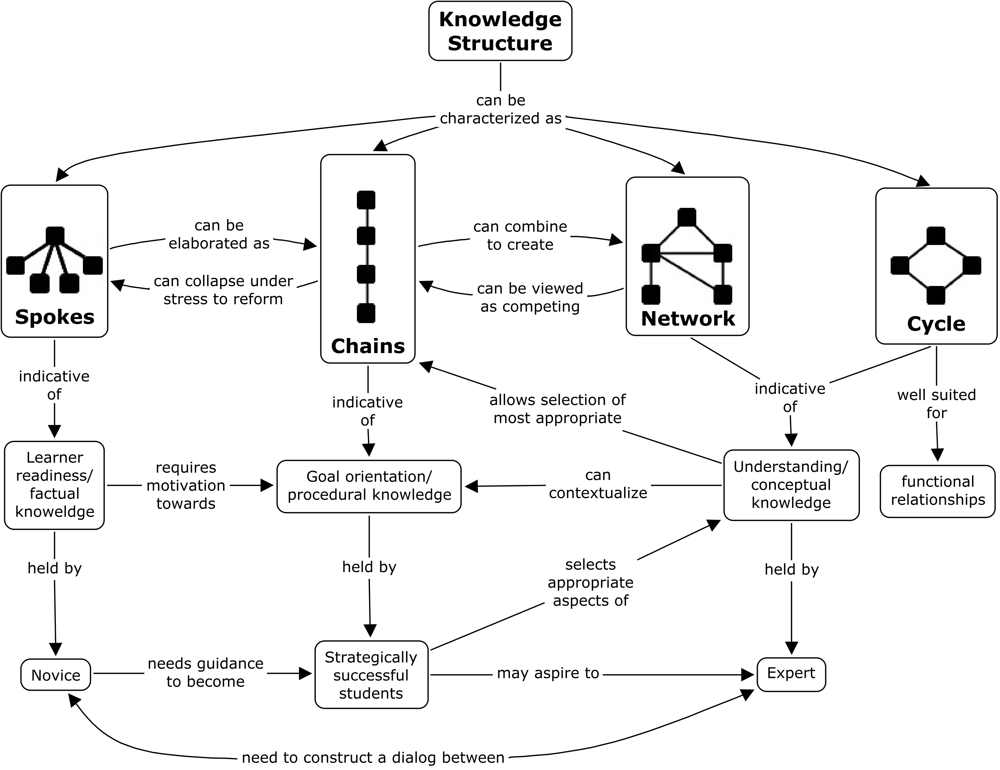 Knowledge
Structure
can be
characterized as
Spokes
can be
elaborated as
can collapse under
stress to reform
Chains
can combine
to create
can be viewed
as competing
Network
Cycle
indicative
of
indicative
of
allows selection of
most appropriate
indicative
of
well suited
for
Learner
readiness/
factual
knoweldge
requires
motivation
towards
Goal orientation/
procedural knowledge
can
contextualize
Understanding/
conceptual
knowledge
functional
relationships
held by
held by
selects
appropriate
aspects of
held by
Novice
needs guidance
to become
Strategically
successful
students
may aspire to
Expert
need to construct a dialog between